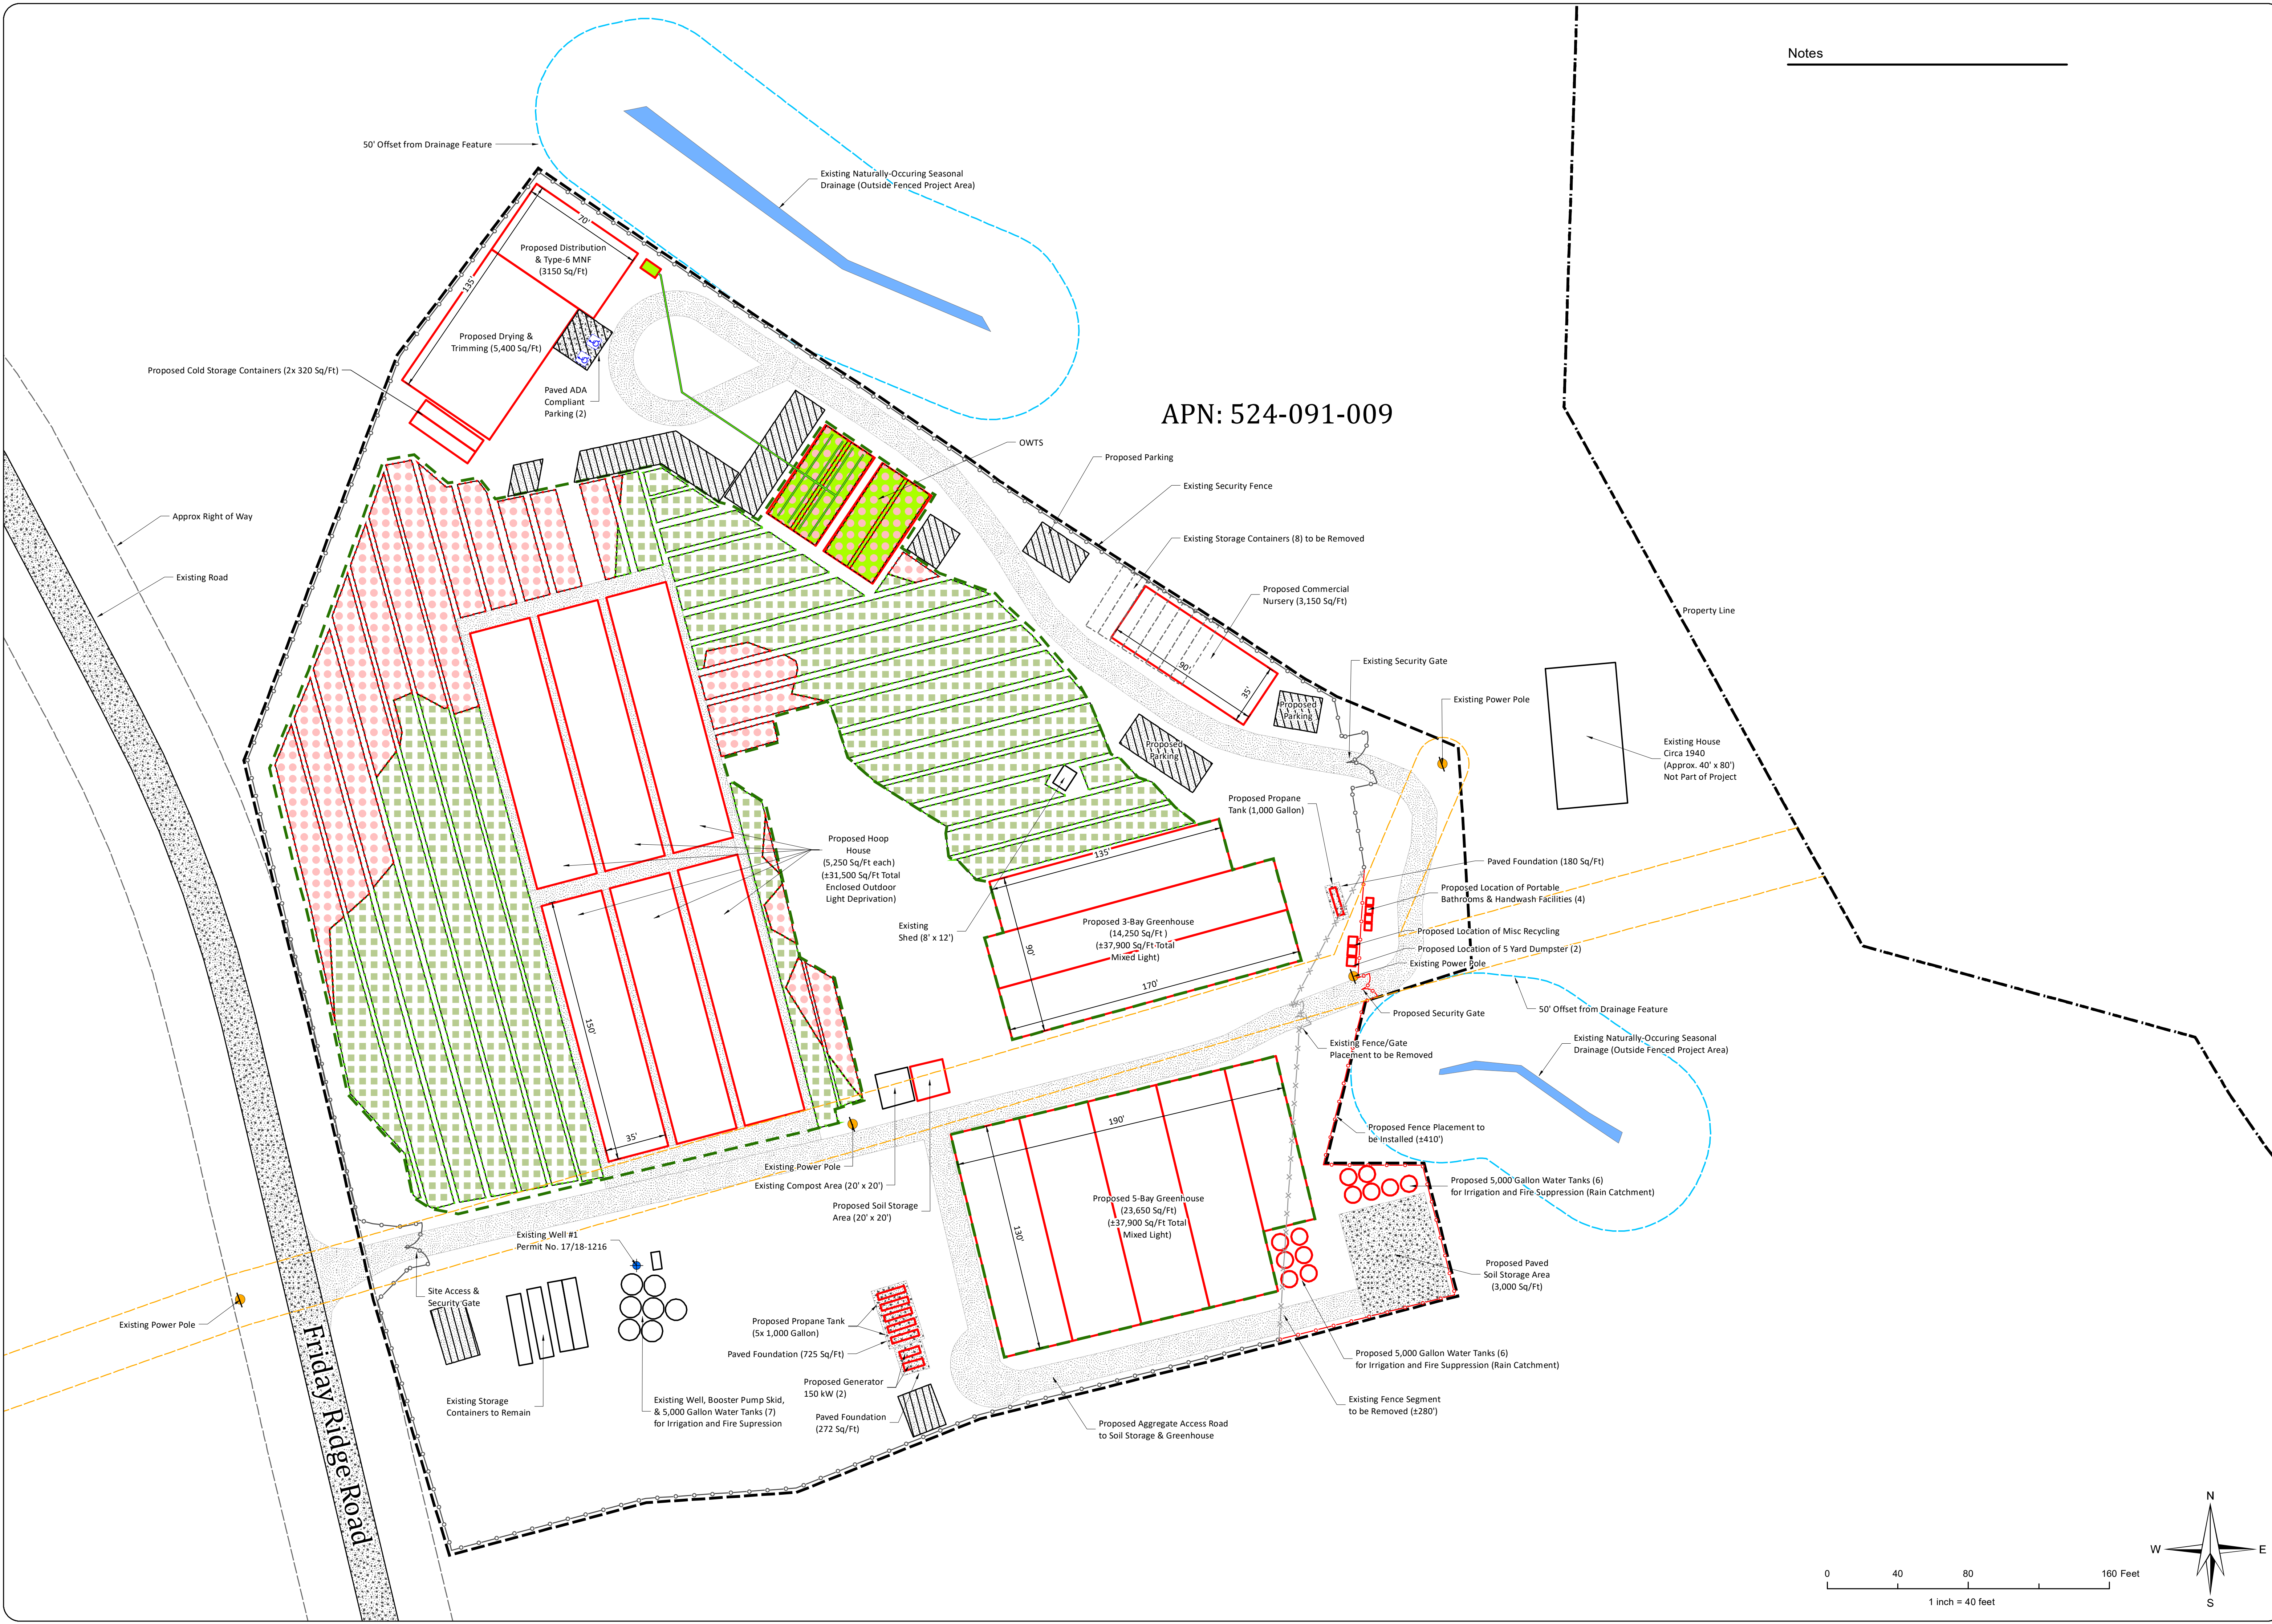 Notes
50' Offset from Drainage Feature
Existing Naturally-Occuring Seasonal
Drainage (Outside Fenced Project Area)
70'
Proposed Distribution
& Type-6 MNF
(3150 Sq/Ft)
135'
Proposed Drying &
Trimming (5,400 Sq/Ft)
Proposed Cold Storage Containers (2x 320 Sq/Ft)
Paved ADA
Compliant
Parking (2)
APN: 524-091-009
OWTS
Proposed Parking
Existing Security Fence
Approx Right of Way
Existing Storage Containers (8) to be Removed
Existing Road
Proposed Commercial
Nursery (3,150 Sq/Ft)
Property Line
90'
35'
Existing Security Gate
Existing Power Pole
Proposed
Parking
Proposed
Parking
Existing House
Circa 1940
(Approx. 40' x 80')
Not Part of Project
Proposed Propane
Tank (1,000 Gallon)
Proposed Hoop
House
(5,250 Sq/Ft each)
(±31,500 Sq/Ft Total
Enclosed Outdoor
Light Deprivation)
135'
Paved Foundation (180 Sq/Ft)
Proposed Location of Portable
Bathrooms & Handwash Facilities (4)
Existing
Shed (8' x 12')
Proposed 3-Bay Greenhouse
(14,250 Sq/Ft )
(±37,900 Sq/Ft Total
Mixed Light)
90'
170'
Proposed Location of Misc Recycling
Proposed Location of 5 Yard Dumpster (2)
Existing Power Pole
Proposed Security Gate
50' Offset from Drainage Feature
150'
Existing Fence/Gate
Placement to be Removed
Existing Naturally-Occuring Seasonal
Drainage (Outside Fenced Project Area)
190'
35'
Proposed Fence Placement to
be Installed (±410')
Existing Power Pole
Existing Compost Area (20' x 20')
Proposed Soil Storage
Area (20' x 20')
Proposed 5-Bay Greenhouse
(23,650 Sq/Ft)
(±37,900 Sq/Ft Total
Mixed Light)
130'
Proposed 5,000 Gallon Water Tanks (6)
for Irrigation and Fire Suppression (Rain Catchment)
Existing Well #1
Permit No. 17/18-1216
Proposed Paved
Soil Storage Area
(3,000 Sq/Ft)
Site Access &
Security Gate
Existing Power Pole
Proposed Propane Tank
(5x 1,000 Gallon)
Paved Foundation (725 Sq/Ft)
Proposed 5,000 Gallon Water Tanks (6)
for Irrigation and Fire Suppression (Rain Catchment)
Proposed Generator
150 kW (2)
Existing Storage
Containers to Remain
Existing Well, Booster Pump Skid,
& 5,000 Gallon Water Tanks (7)
for Irrigation and Fire Supression
Paved Foundation
(272 Sq/Ft)
Existing Fence Segment
to be Removed (±280')
Proposed Aggregate Access Road
to Soil Storage & Greenhouse
Friday Ridge Road
N
W
E
S
0 40 80 160 Feet
1 inch = 40 feet